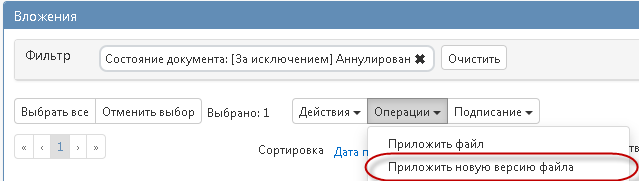 Вложения
Фильтр
Состояние документа: [За исключением] Аннулирован ✖
Очистить
Выбрать все Отменить выбор Выбрано: 1 Действия Операции Подписание
« ‹ 1 › » Сортировка Дата
Приложить файл
Приложить новую версию файла